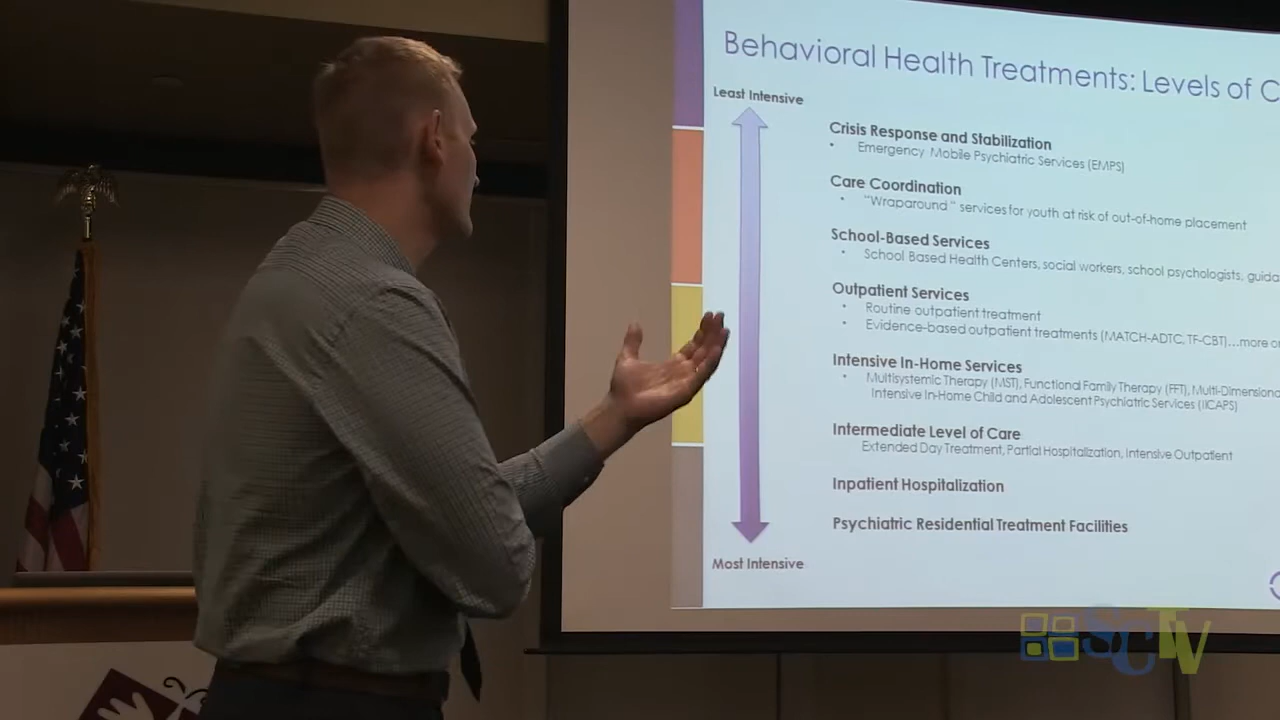 Behavioral Health Treatments: Levels of C
Least Intensive
Crisis Response and Stabilization
• Emergency Mobile Psychiatric Services (EMPS)
Care Coordination
• "Wraparound" services for youth at risk of out-of-home placement
School-Based Services
• School Based Health Centers, social workers, school psychologists, guida
Outpatient Services
• Routine outpatient treatment
• Evidence-based outpatient treatments (MATCH-ADTC, TF-CBT)...more o
Intensive In-Home Services
• Multisystemic Therapy (MST), Functional Family Therapy (FFT), Multi-Dimensiona
Intensive In-Home Child and Adolescent Psychiatric Services (IICAPS)
Intermediate Level of Care
Extended Day Treatment, Partial Hospitalization, Intensive Outpatient
Inpatient Hospitalization
Psychiatric Residential Treatment Facilities
Most Intensive
SCTV